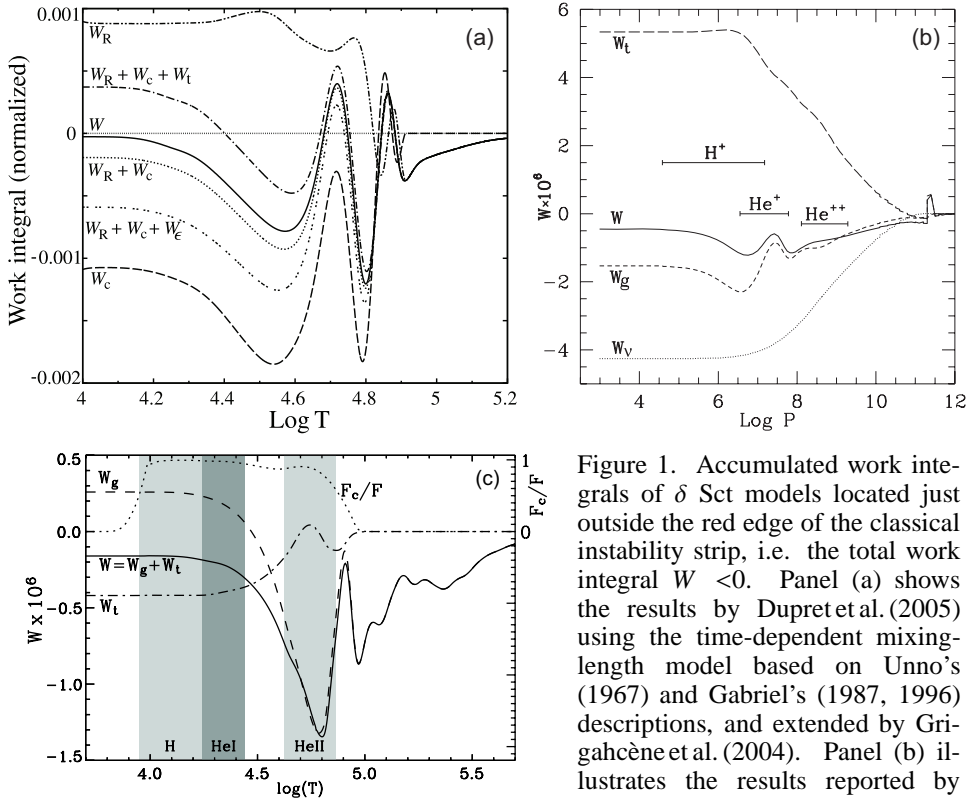 0.001
0
-0.001
-0.002
Work integral (normalized)
(a)
W_R
W_R + W_c + W_t
W
W_R + W_c
W_R + W_c + W_ϵ
W_c
4
4.2
4.4
4.6
4.8
5
5.2
Log T
6
4
2
0
-2
-4
W×10⁶
(b)
W_t
H⁺
He⁺
He⁺⁺
W
W_g
W_ν
4
6
8
10
12
Log P
0.5
0.0
-0.5
-1.0
-1.5
W x 10⁶
(c)
W_g
F_c/F
W=W_g+W_t
W_t
H
HeI
HeII
1
0
F_c/F
4.0
4.5
5.0
5.5
log(T)
Figure 1. Accumulated work inte-
grals of δ Sct models located just
outside the red edge of the classical
instability strip, i.e. the total work
integral W <0. Panel (a) shows
the results by Dupret et al. (2005)
using the time-dependent mixing-
length model based on Unno's
(1967) and Gabriel's (1987, 1996)
descriptions, and extended by Gri-
gahcène et al. (2004). Panel (b) il-
lustrates the results reported by